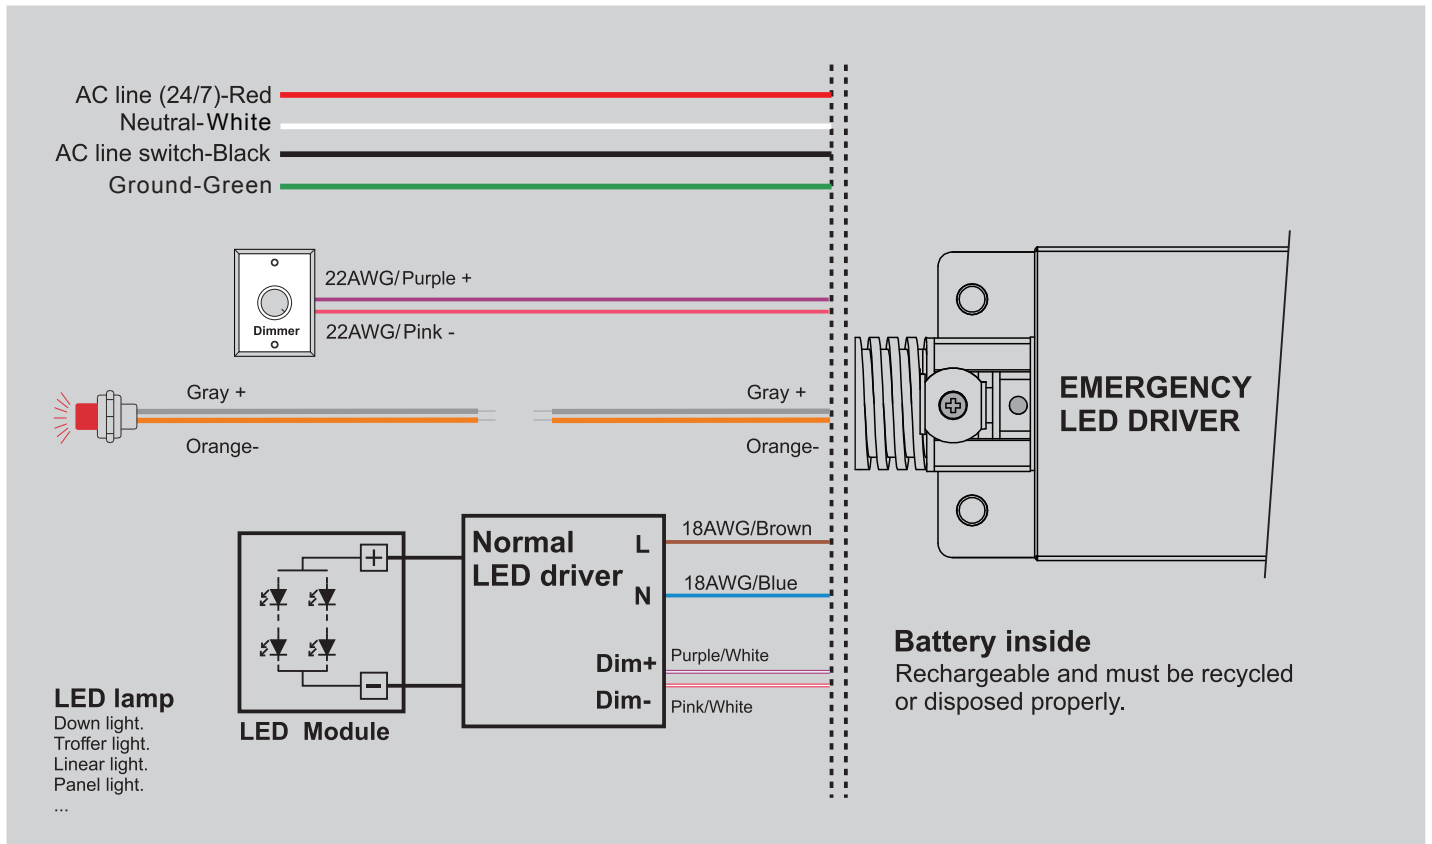 AC line (24/7)-Red
Neutral-White
AC line switch-Black
Ground-Green
22AWG/Purple +
Dimmer
22AWG/Pink -
Gray +
Gray +
Orange-
Orange-
EMERGENCY
LED DRIVER
Normal
LED driver
L
18AWG/Brown
N
18AWG/Blue
+
-
Dim+
Purple/White
Dim-
Pink/White
LED Module
LED lamp
Down light.
Troffer light.
Linear light.
Panel light.
...
Battery inside
Rechargeable and must be recycled
or disposed properly.